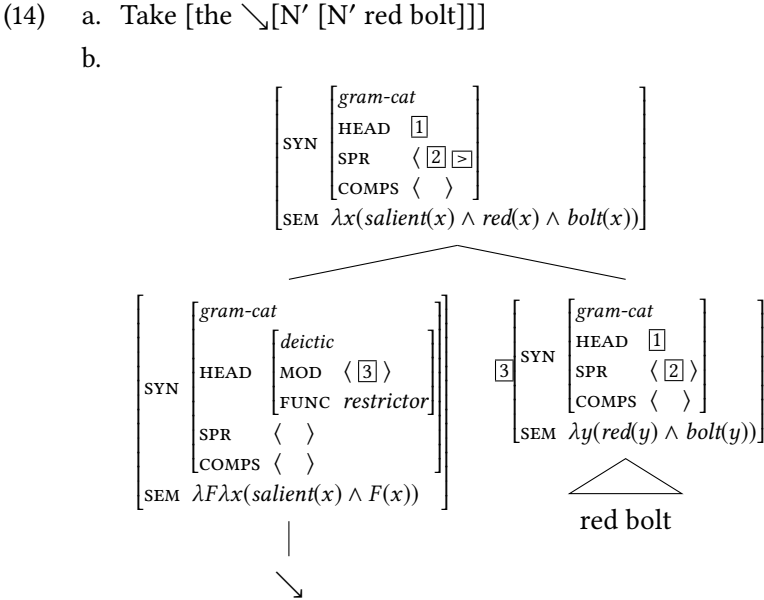 (14) a. Take [the ↘[N′ [N′ red bolt]]]
b.
gram-cat
HEAD [1]
SYN
SPR ⟨ [2] [>]
COMPS ⟨ ⟩
SEM λx(salient(x) ∧ red(x) ∧ bolt(x))
gram-cat
deictic
HEAD MOD ⟨ [3] ⟩
FUNC restrictor
SYN
SPR ⟨ ⟩
COMPS ⟨ ⟩
SEM λFλx(salient(x) ∧ F(x))
↘
[3]
gram-cat
HEAD [1]
SYN
SPR ⟨ [2] ⟩
COMPS ⟨ ⟩
SEM λy(red(y) ∧ bolt(y))
red bolt